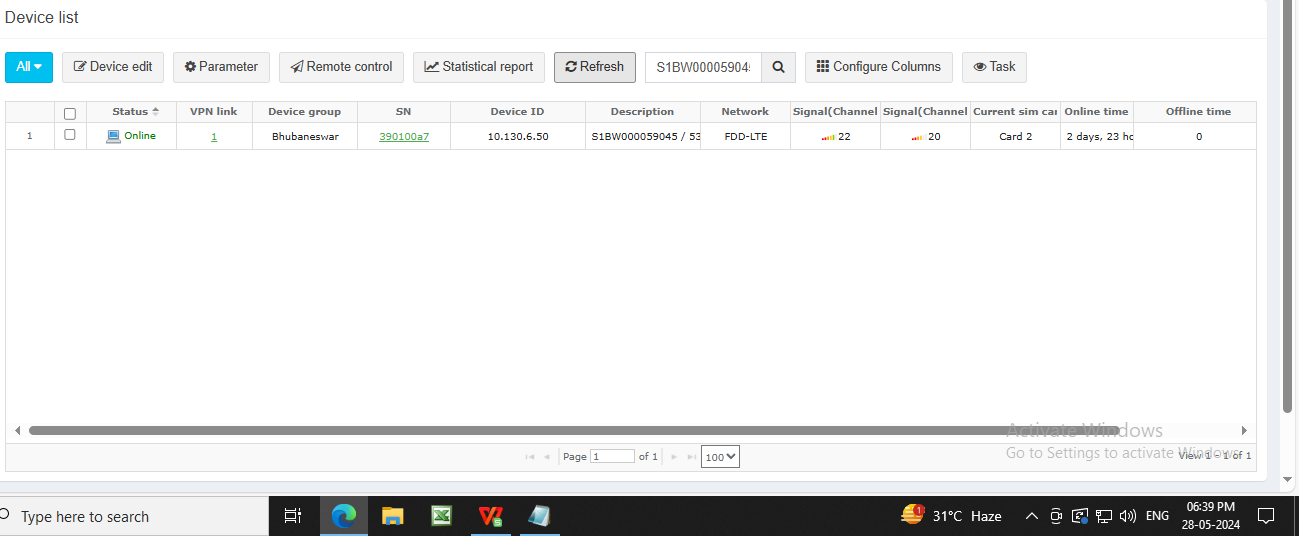 Device list
All Device edit Parameter Remote control Statistical report Refresh S1BW000059045 Configure Columns Task
Status VPN link Device group SN Device ID Description Network Signal(Channel Signal(Channel Current sim car Online time Offline time
1 Online 1 Bhubaneswar 390100a7 10.130.6.50 S1BW000059045 / 53 FDD-LTE 22 20 Card 2 2 days, 23 ho 0
Activate Windows
Go to Settings to activate Windows.
Page 1 of 1 100 View 1 - 1 of 1
Type here to search 1 31°C Haze ENG 06:39 PM
28-05-2024